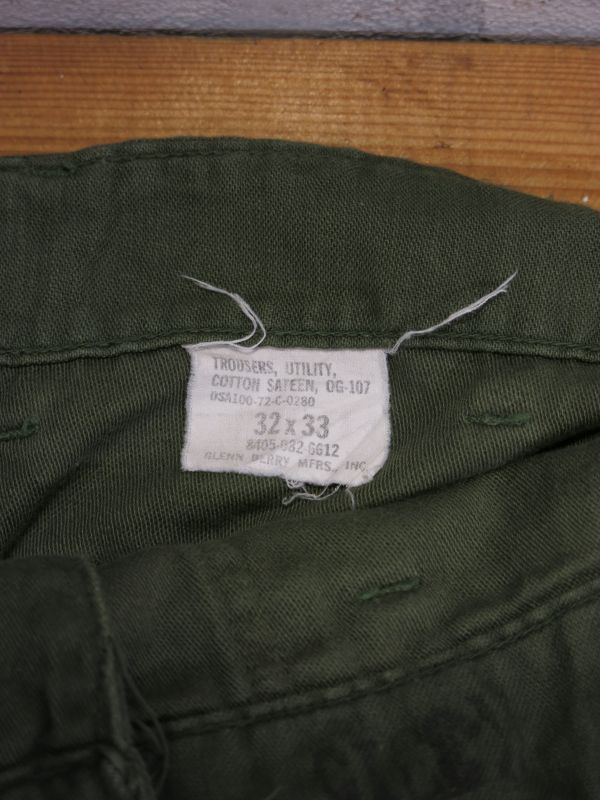 TROUSERS, UTILITY,
COTTON SATEEN, OG-107
DSA100-72-C-0280
32 x 33
8405-082-6612
GLENN BERRY MFRS., INC.